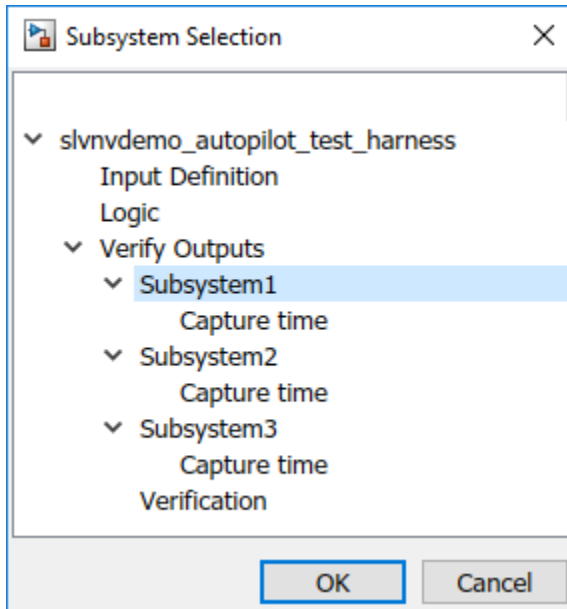 Subsystem Selection
slvnvdemo_autopilot_test_harness
Input Definition
Logic
Verify Outputs
Subsystem1
Capture time
Subsystem2
Capture time
Subsystem3
Capture time
Verification
OK Cancel